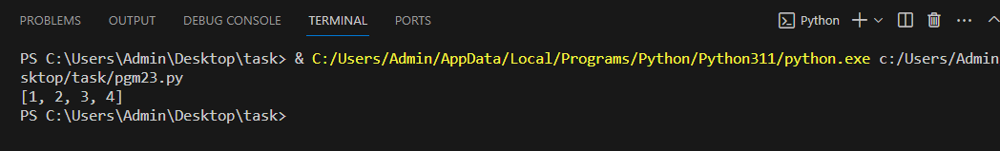 PROBLEMS OUTPUT DEBUG CONSOLE TERMINAL PORTS Python
PS C:\Users\Admin\Desktop\task> & C:/Users/Admin/AppData/Local/Programs/Python/Python311/python.exe c:/Users/Admin
sktop/task/pgm23.py
[1, 2, 3, 4]
PS C:\Users\Admin\Desktop\task>